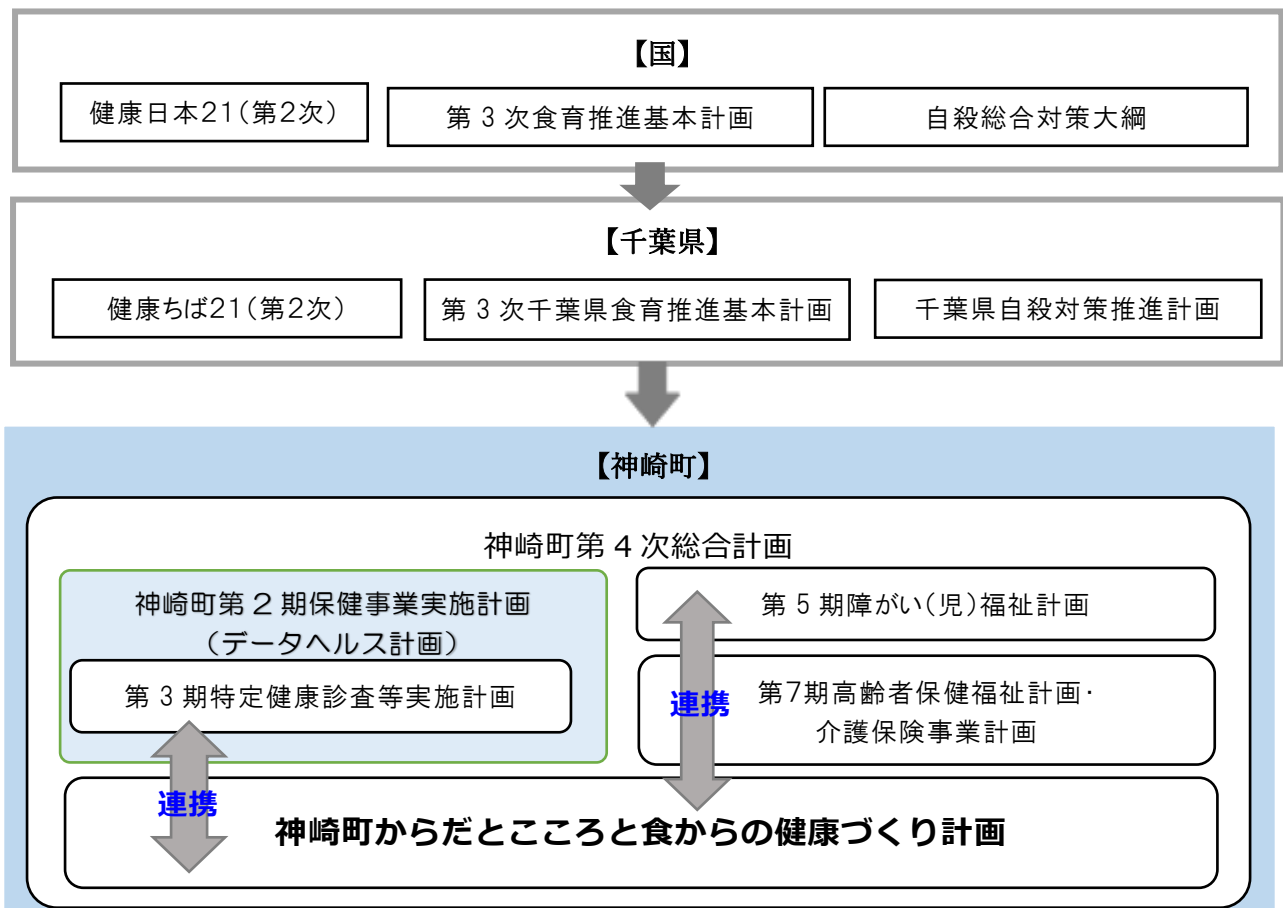 【国】
健康日本21(第2次)
第３次食育推進基本計画
自殺総合対策大綱
【千葉県】
健康ちば21(第2次)
第３次千葉県食育推進基本計画
千葉県自殺対策推進計画
【神崎町】
神崎町第４次総合計画
神崎町第２期保健事業実施計画
（データヘルス計画）
第３期特定健康診査等実施計画
第５期障がい(児)福祉計画
第7期高齢者保健福祉計画・
介護保険事業計画
連携
連携
神崎町からだとこころと食からの健康づくり計画